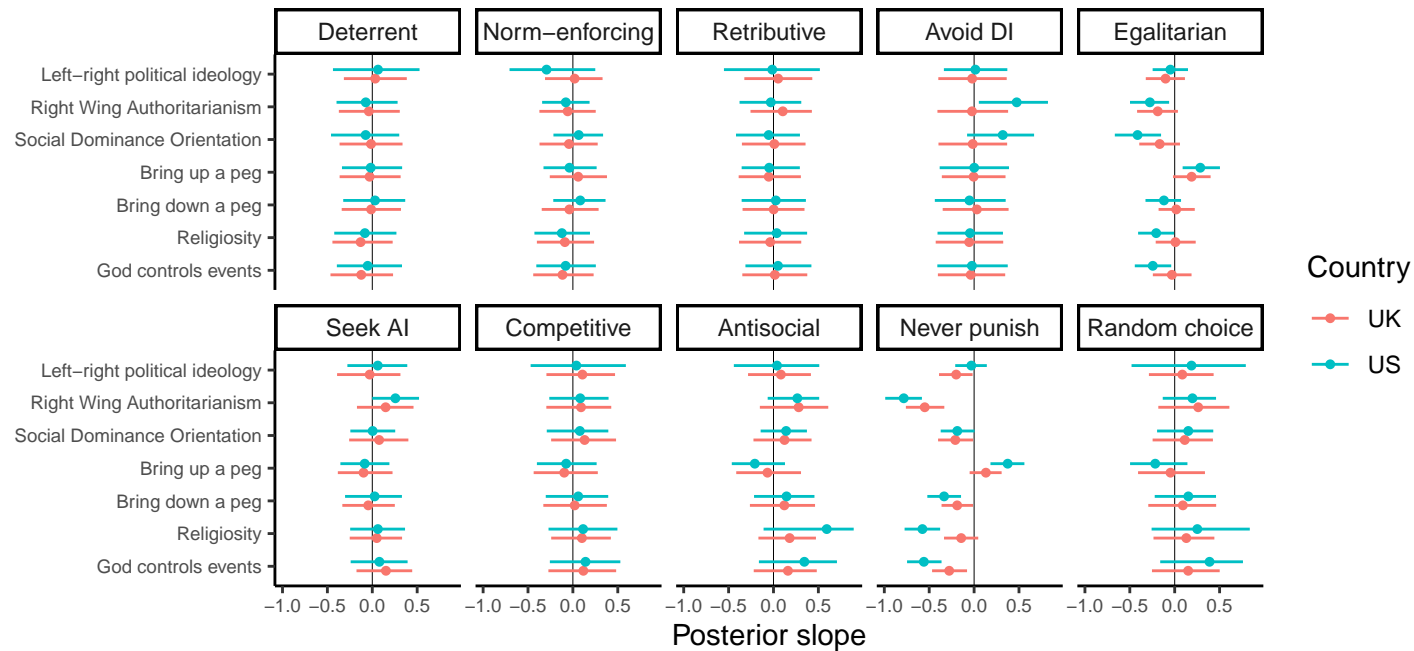 Deterrent Norm−enforcing Retributive Avoid DI Egalitarian
Left−right political ideology
Right Wing Authoritarianism
Social Dominance Orientation
Bring up a peg
Bring down a peg
Religiosity
God controls events
Seek AI Competitive Antisocial Never punish Random choice
Left−right political ideology
Right Wing Authoritarianism
Social Dominance Orientation
Bring up a peg
Bring down a peg
Religiosity
God controls events
−1.0 −0.5 0.0 0.5 −1.0 −0.5 0.0 0.5 −1.0 −0.5 0.0 0.5 −1.0 −0.5 0.0 0.5 −1.0 −0.5 0.0 0.5
Posterior slope
Country
UK
US